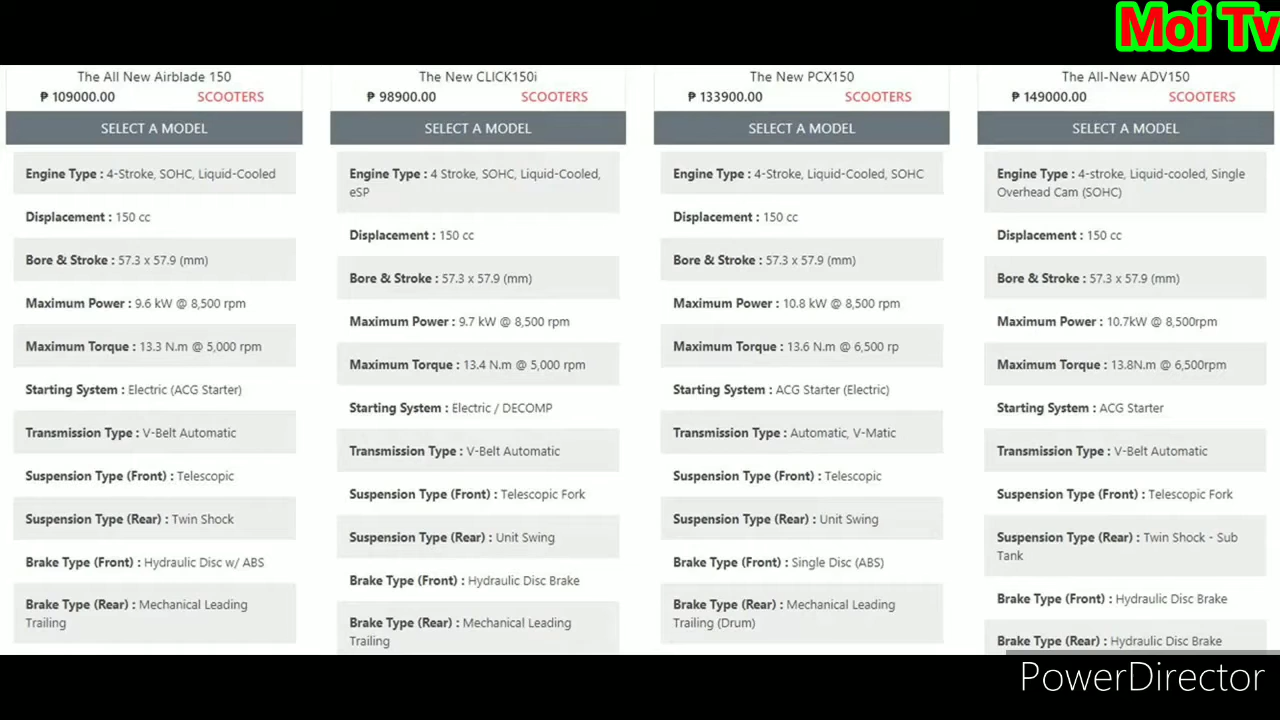 Moi Tv
The All New Airblade 150
₱ 109000.00 SCOOTERS
SELECT A MODEL
Engine Type : 4-Stroke, SOHC, Liquid-Cooled
Displacement : 150 cc
Bore & Stroke : 57.3 x 57.9 (mm)
Maximum Power : 9.6 kW @ 8,500 rpm
Maximum Torque : 13.3 N.m @ 5,000 rpm
Starting System : Electric (ACG Starter)
Transmission Type : V-Belt Automatic
Suspension Type (Front) : Telescopic
Suspension Type (Rear) : Twin Shock
Brake Type (Front) : Hydraulic Disc w/ ABS
Brake Type (Rear) : Mechanical Leading
Trailing
The New CLICK150i
₱ 98900.00 SCOOTERS
SELECT A MODEL
Engine Type : 4 Stroke, SOHC, Liquid-Cooled,
eSP
Displacement : 150 cc
Bore & Stroke : 57.3 x 57.9 (mm)
Maximum Power : 9.7 kW @ 8,500 rpm
Maximum Torque : 13.4 N.m @ 5,000 rpm
Starting System : Electric / DECOMP
Transmission Type : V-Belt Automatic
Suspension Type (Front) : Telescopic Fork
Suspension Type (Rear) : Unit Swing
Brake Type (Front) : Hydraulic Disc Brake
Brake Type (Rear) : Mechanical Leading
Trailing
The New PCX150
₱ 133900.00 SCOOTERS
SELECT A MODEL
Engine Type : 4-Stroke, Liquid-Cooled, SOHC
Displacement : 150 cc
Bore & Stroke : 57.3 x 57.9 (mm)
Maximum Power : 10.8 kW @ 8,500 rpm
Maximum Torque : 13.6 N.m @ 6,500 rp
Starting System : ACG Starter (Electric)
Transmission Type : Automatic, V-Matic
Suspension Type (Front) : Telescopic
Suspension Type (Rear) : Unit Swing
Brake Type (Front) : Single Disc (ABS)
Brake Type (Rear) : Mechanical Leading
Trailing (Drum)
The All-New ADV150
₱ 149000.00 SCOOTERS
SELECT A MODEL
Engine Type : 4-stroke, Liquid-cooled, Single
Overhead Cam (SOHC)
Displacement : 150 cc
Bore & Stroke : 57.3 x 57.9 (mm)
Maximum Power : 10.7kW @ 8,500rpm
Maximum Torque : 13.8N.m @ 6,500rpm
Starting System : ACG Starter
Transmission Type : V-Belt Automatic
Suspension Type (Front) : Telescopic Fork
Suspension Type (Rear) : Twin Shock - Sub
Tank
Brake Type (Front) : Hydraulic Disc Brake
Brake Type (Rear) : Hydraulic Disc Brake
PowerDirector